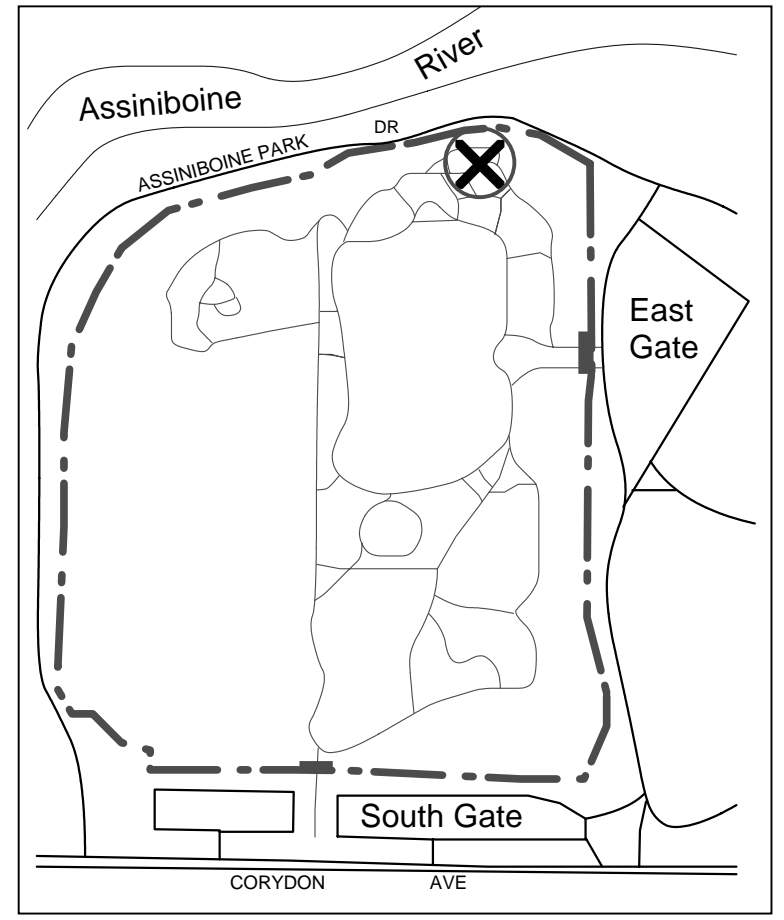 River
Assiniboine
DR
ASSINIBOINE PARK
East
Gate
South Gate
CORYDON AVE